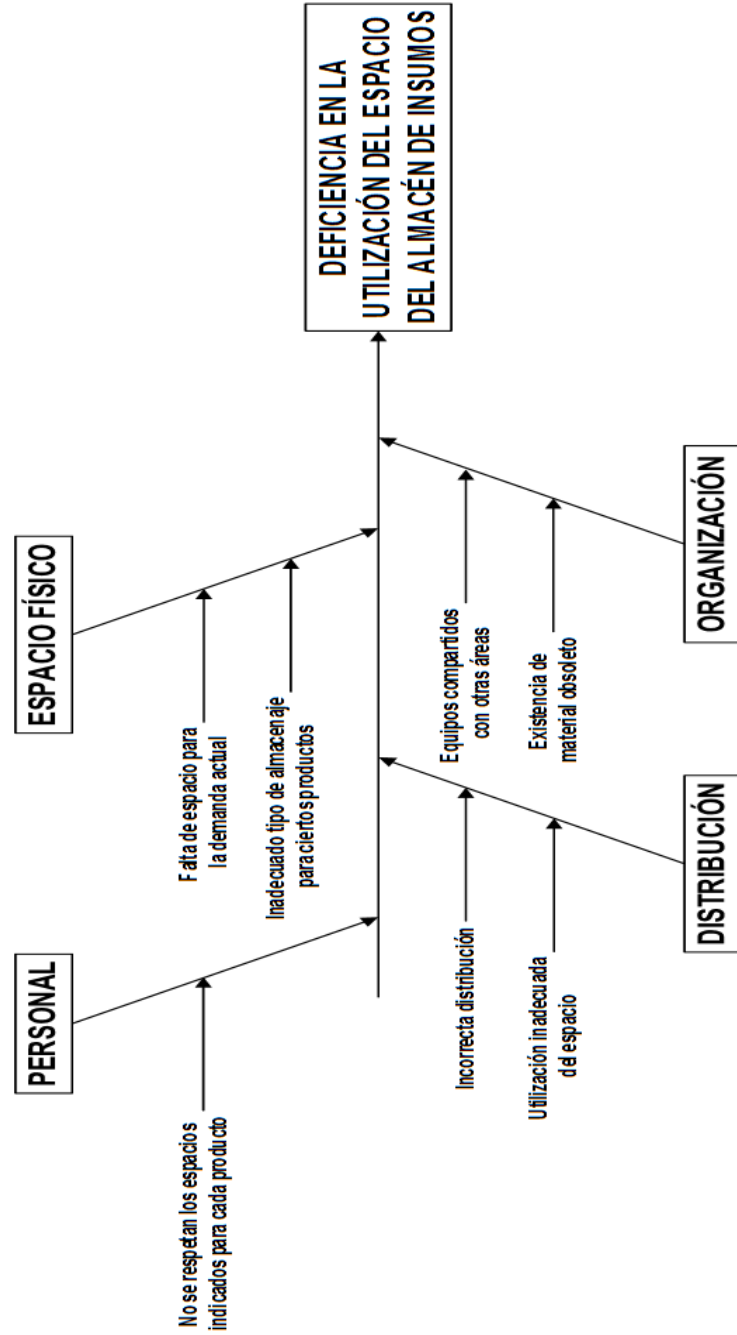 PERSONAL
ESPACIO FÍSICO
No se respetan los espacios
indicados para cada producto
Falta de espacio para
la demanda actual
Inadecuado tipo de almacenaje
para ciertos productos
DEFICIENCIA EN LA
UTILIZACIÓN DEL ESPACIO
DEL ALMACÉN DE INSUMOS
Incorrecta distribución
Utilización inadecuada
del espacio
Equipos compartidos
con otras áreas
Existencia de
material obsoleto
DISTRIBUCIÓN
ORGANIZACIÓN